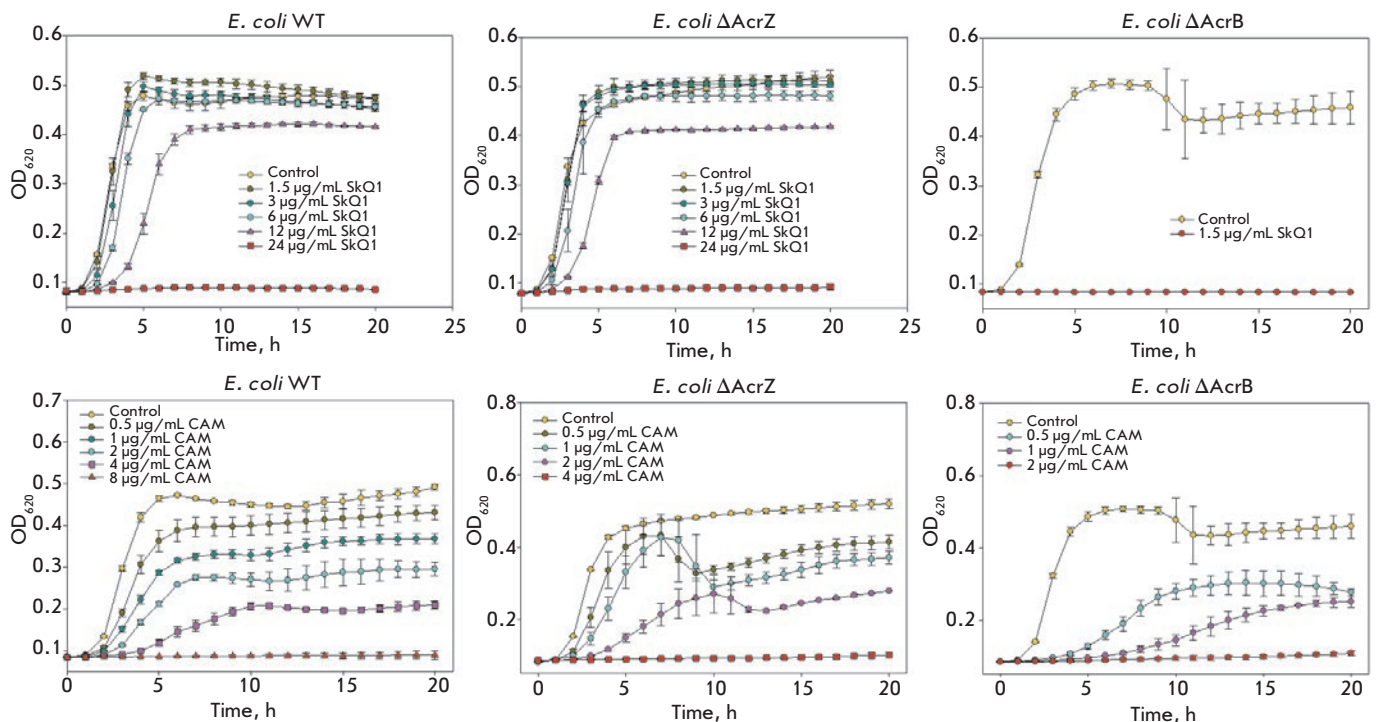 E. coli WT
0.6
0.5
0.4
0.3
0.2
0.1
OD620
Control
1.5 µg/mL SkQ1
3 µg/mL SkQ1
6 µg/mL SkQ1
12 µg/mL SkQ1
24 µg/mL SkQ1
0 5 10 15 20 25
Time, h
E. coli ΔAcrZ
0.6
0.5
0.4
0.3
0.2
0.1
OD620
Control
1.5 µg/mL SkQ1
3 µg/mL SkQ1
6 µg/mL SkQ1
12 µg/mL SkQ1
24 µg/mL SkQ1
0 5 10 15 20 25
Time, h
E. coli ΔAcrB
0.6
0.5
0.4
0.3
0.2
0.1
OD620
Control
1.5 µg/mL SkQ1
0 5 10 15 20
Time, h
E. coli WT
0.7
0.6
0.5
0.4
0.3
0.2
0.1
OD620
Control
0.5 µg/mL CAM
1 µg/mL CAM
2 µg/mL CAM
4 µg/mL CAM
8 µg/mL CAM
0 5 10 15 20
Time, h
E. coli ΔAcrZ
0.8
0.6
0.4
0.2
OD620
Control
0.5 µg/mL CAM
1 µg/mL CAM
2 µg/mL CAM
4 µg/mL CAM
0 5 10 15 20
Time, h
E. coli ΔAcrB
0.8
0.6
0.4
0.2
OD620
Control
0.5 µg/mL CAM
1 µg/mL CAM
2 µg/mL CAM
0 5 10 15 20
Time, h